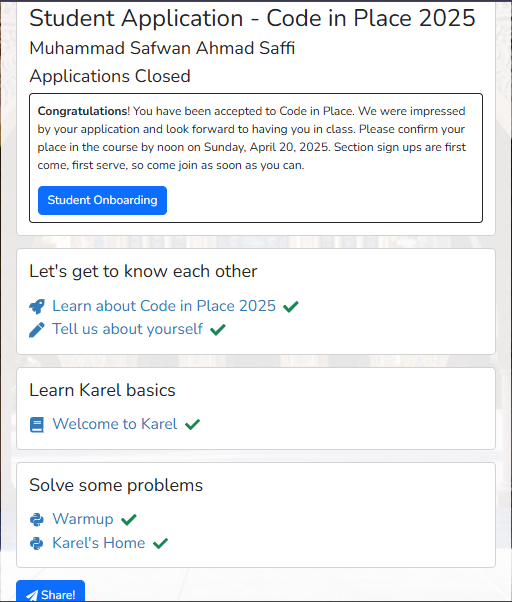 Student Application - Code in Place 2025
Muhammad Safwan Ahmad Saffi
Applications Closed
Congratulations! You have been accepted to Code in Place. We were impressed
by your application and look forward to having you in class. Please confirm your
place in the course by noon on Sunday, April 20, 2025. Section sign ups are first
come, first serve, so come join as soon as you can.
Student Onboarding
Let's get to know each other
Learn about Code in Place 2025
Tell us about yourself
Learn Karel basics
Welcome to Karel
Solve some problems
Warmup
Karel's Home
Share!